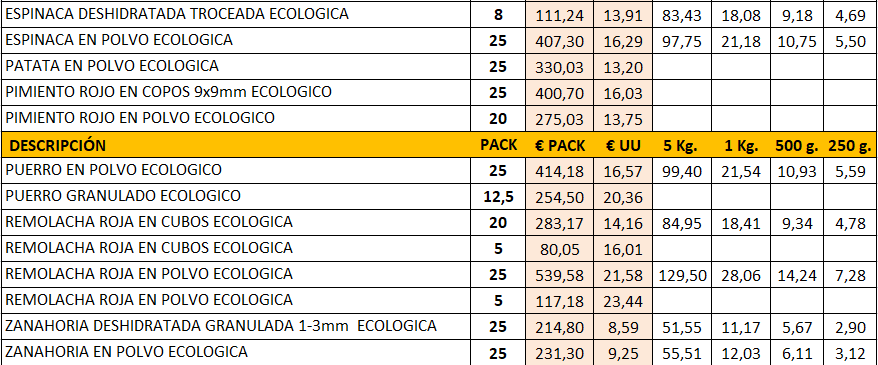 ESPINACA DESHIDRATADA TROCEADA ECOLOGICA 8 111,24 13,91 83,43 18,08 9,18 4,69
ESPINACA EN POLVO ECOLOGICA 25 407,30 16,29 97,75 21,18 10,75 5,50
PATATA EN POLVO ECOLOGICA 25 330,03 13,20
PIMIENTO ROJO EN COPOS 9x9mm ECOLOGICO 25 400,70 16,03
PIMIENTO ROJO EN POLVO ECOLOGICO 20 275,03 13,75
DESCRIPCIÓN PACK € PACK € UU 5 Kg. 1 Kg. 500 g. 250 g.
PUERRO EN POLVO ECOLOGICO 25 414,18 16,57 99,40 21,54 10,93 5,59
PUERRO GRANULADO ECOLOGICO 12,5 254,50 20,36
REMOLACHA ROJA EN CUBOS ECOLOGICA 20 283,17 14,16 84,95 18,41 9,34 4,78
REMOLACHA ROJA EN CUBOS ECOLOGICA 5 80,05 16,01
REMOLACHA ROJA EN POLVO ECOLOGICA 25 539,58 21,58 129,50 28,06 14,24 7,28
REMOLACHA ROJA EN POLVO ECOLOGICA 5 117,18 23,44
ZANAHORIA DESHIDRATADA GRANULADA 1-3mm ECOLOGICA 25 214,80 8,59 51,55 11,17 5,67 2,90
ZANAHORIA EN POLVO ECOLOGICA 25 231,30 9,25 55,51 12,03 6,11 3,12